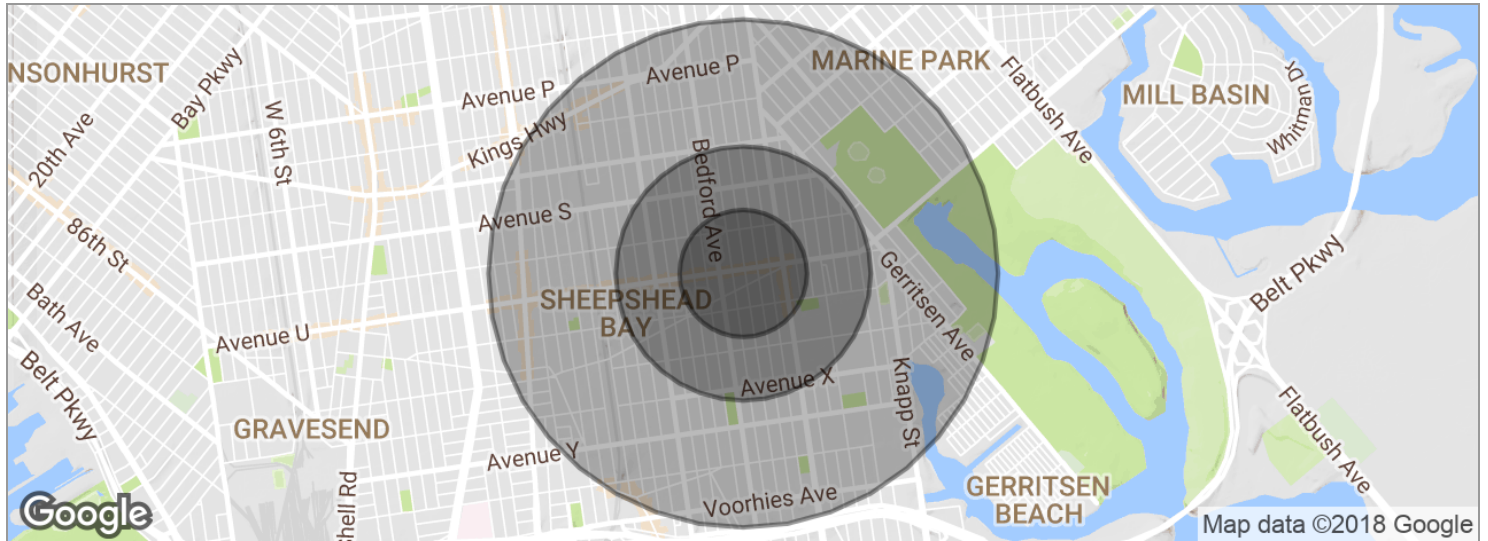 NSONHURST
Bay Pkwy
20th Ave
W 6th St
Avenue P
Kings Hwy
Avenue P
MARINE PARK
Flatbush Ave
MILL BASIN
Whitman Dr
86th St
Avenue S
Bedford Ave
Bath Ave
Avenue U
SHEEPSHEAD
BAY
Gerritsen Ave
Belt Pkwy
Belt Pkwy
GRAVESEND
Avenue X
Knapp St
Avenue Y
shell Rd
Voorhies Ave
GERRITSEN
BEACH
Flatbush Ave
Google
Map data ©2018 Google